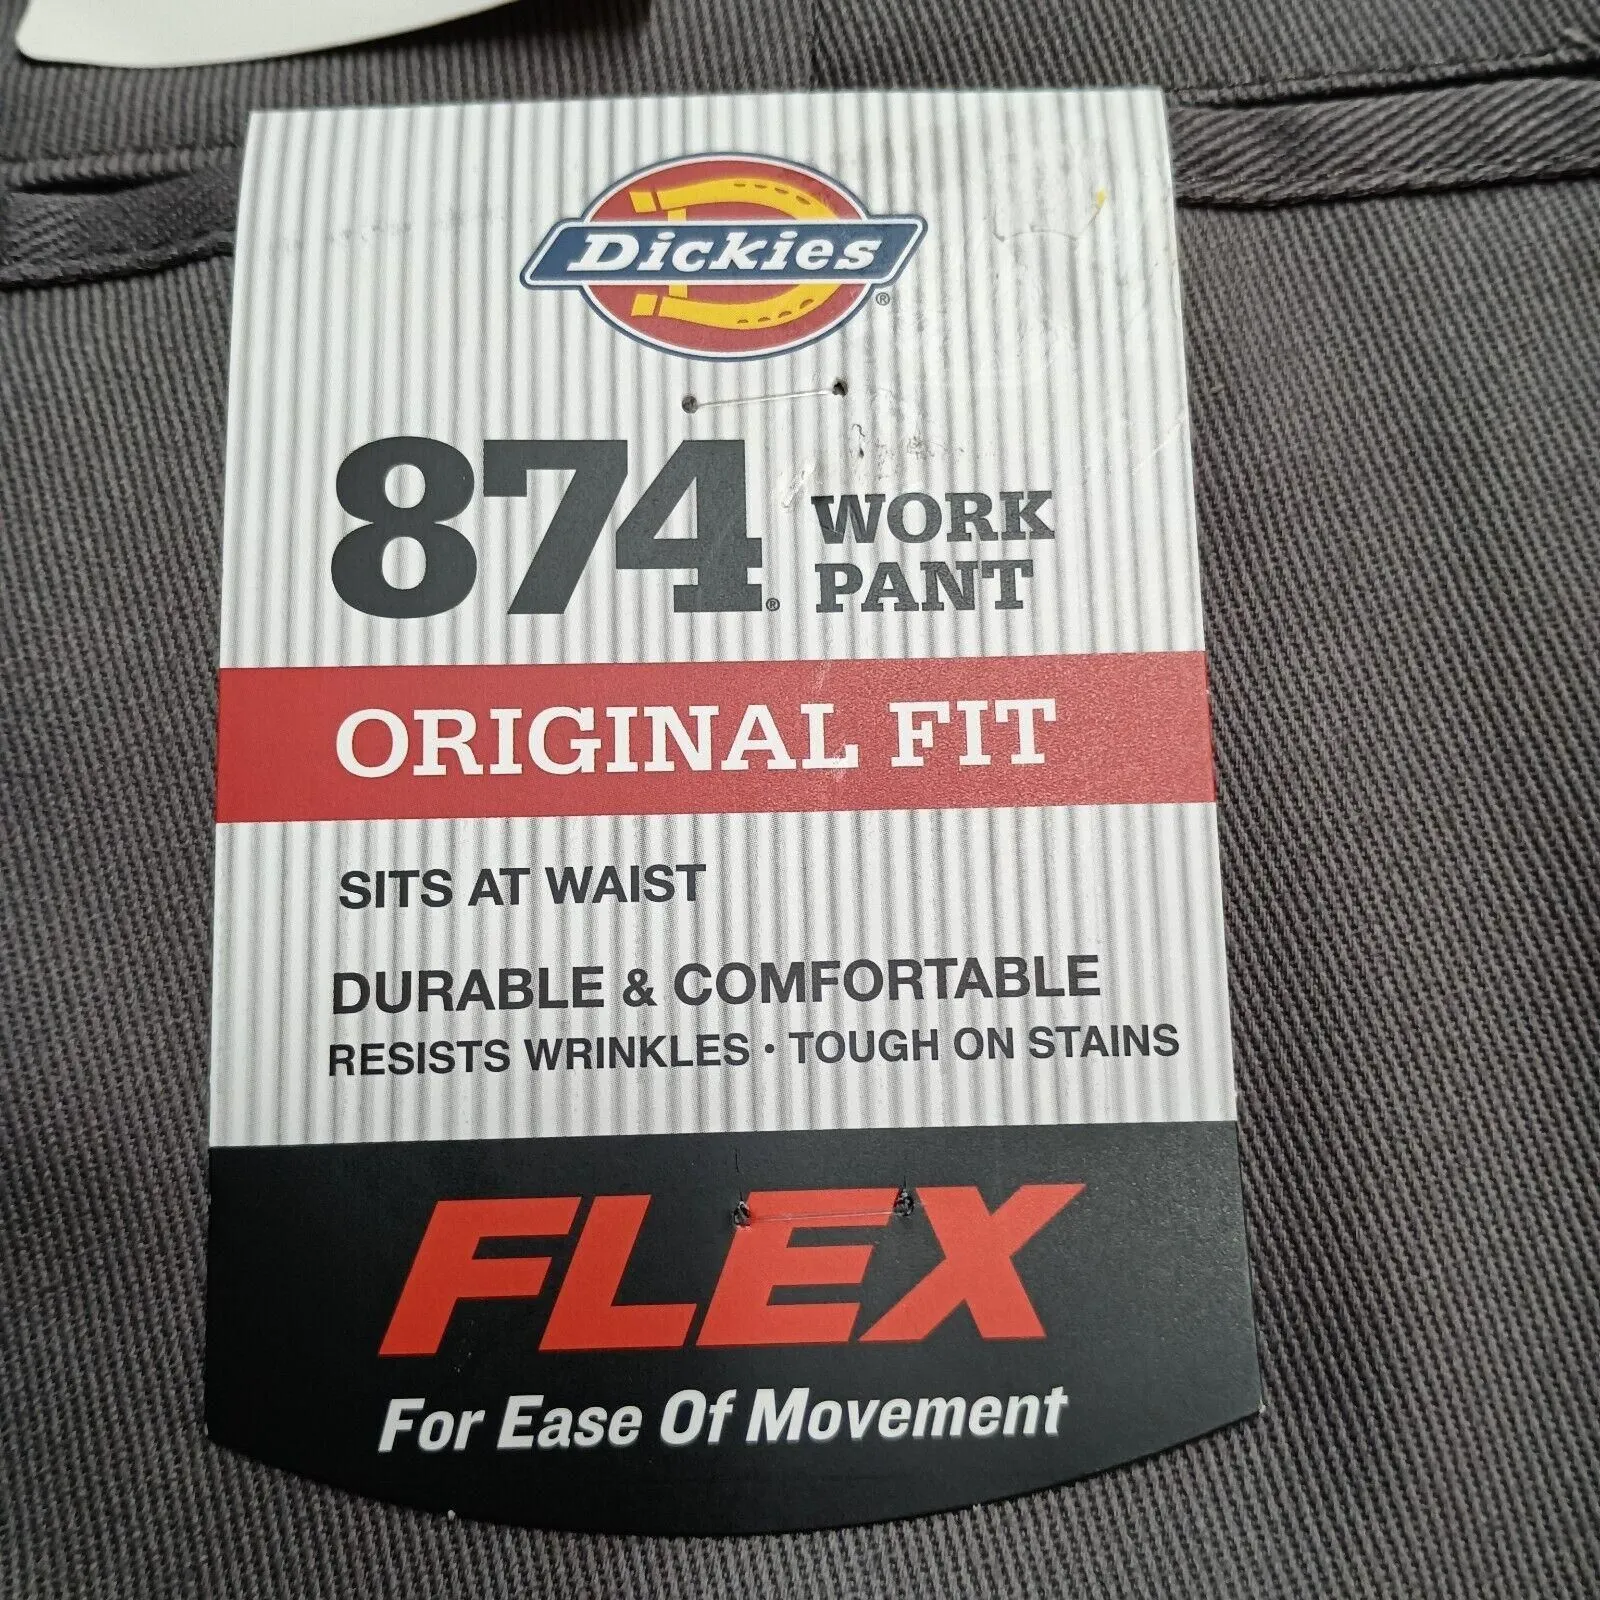 Dickies®
874® WORK
PANT
ORIGINAL FIT
SITS AT WAIST
DURABLE & COMFORTABLE
RESISTS WRINKLES · TOUGH ON STAINS
FLEX
For Ease Of Movement